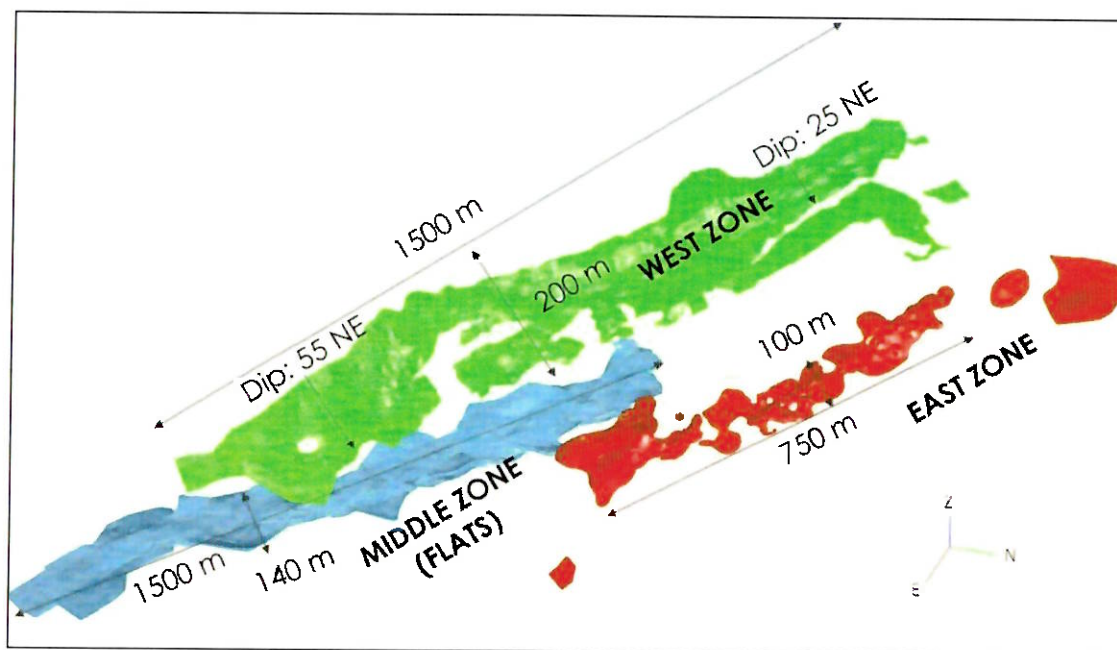 1500 m
Dip: 25 NE
WEST ZONE
200 m
Dip: 55 NE
100 m
EAST ZONE
750 m
MIDDLE ZONE
(FLATS)
1500 m
140 m
Z
N
E